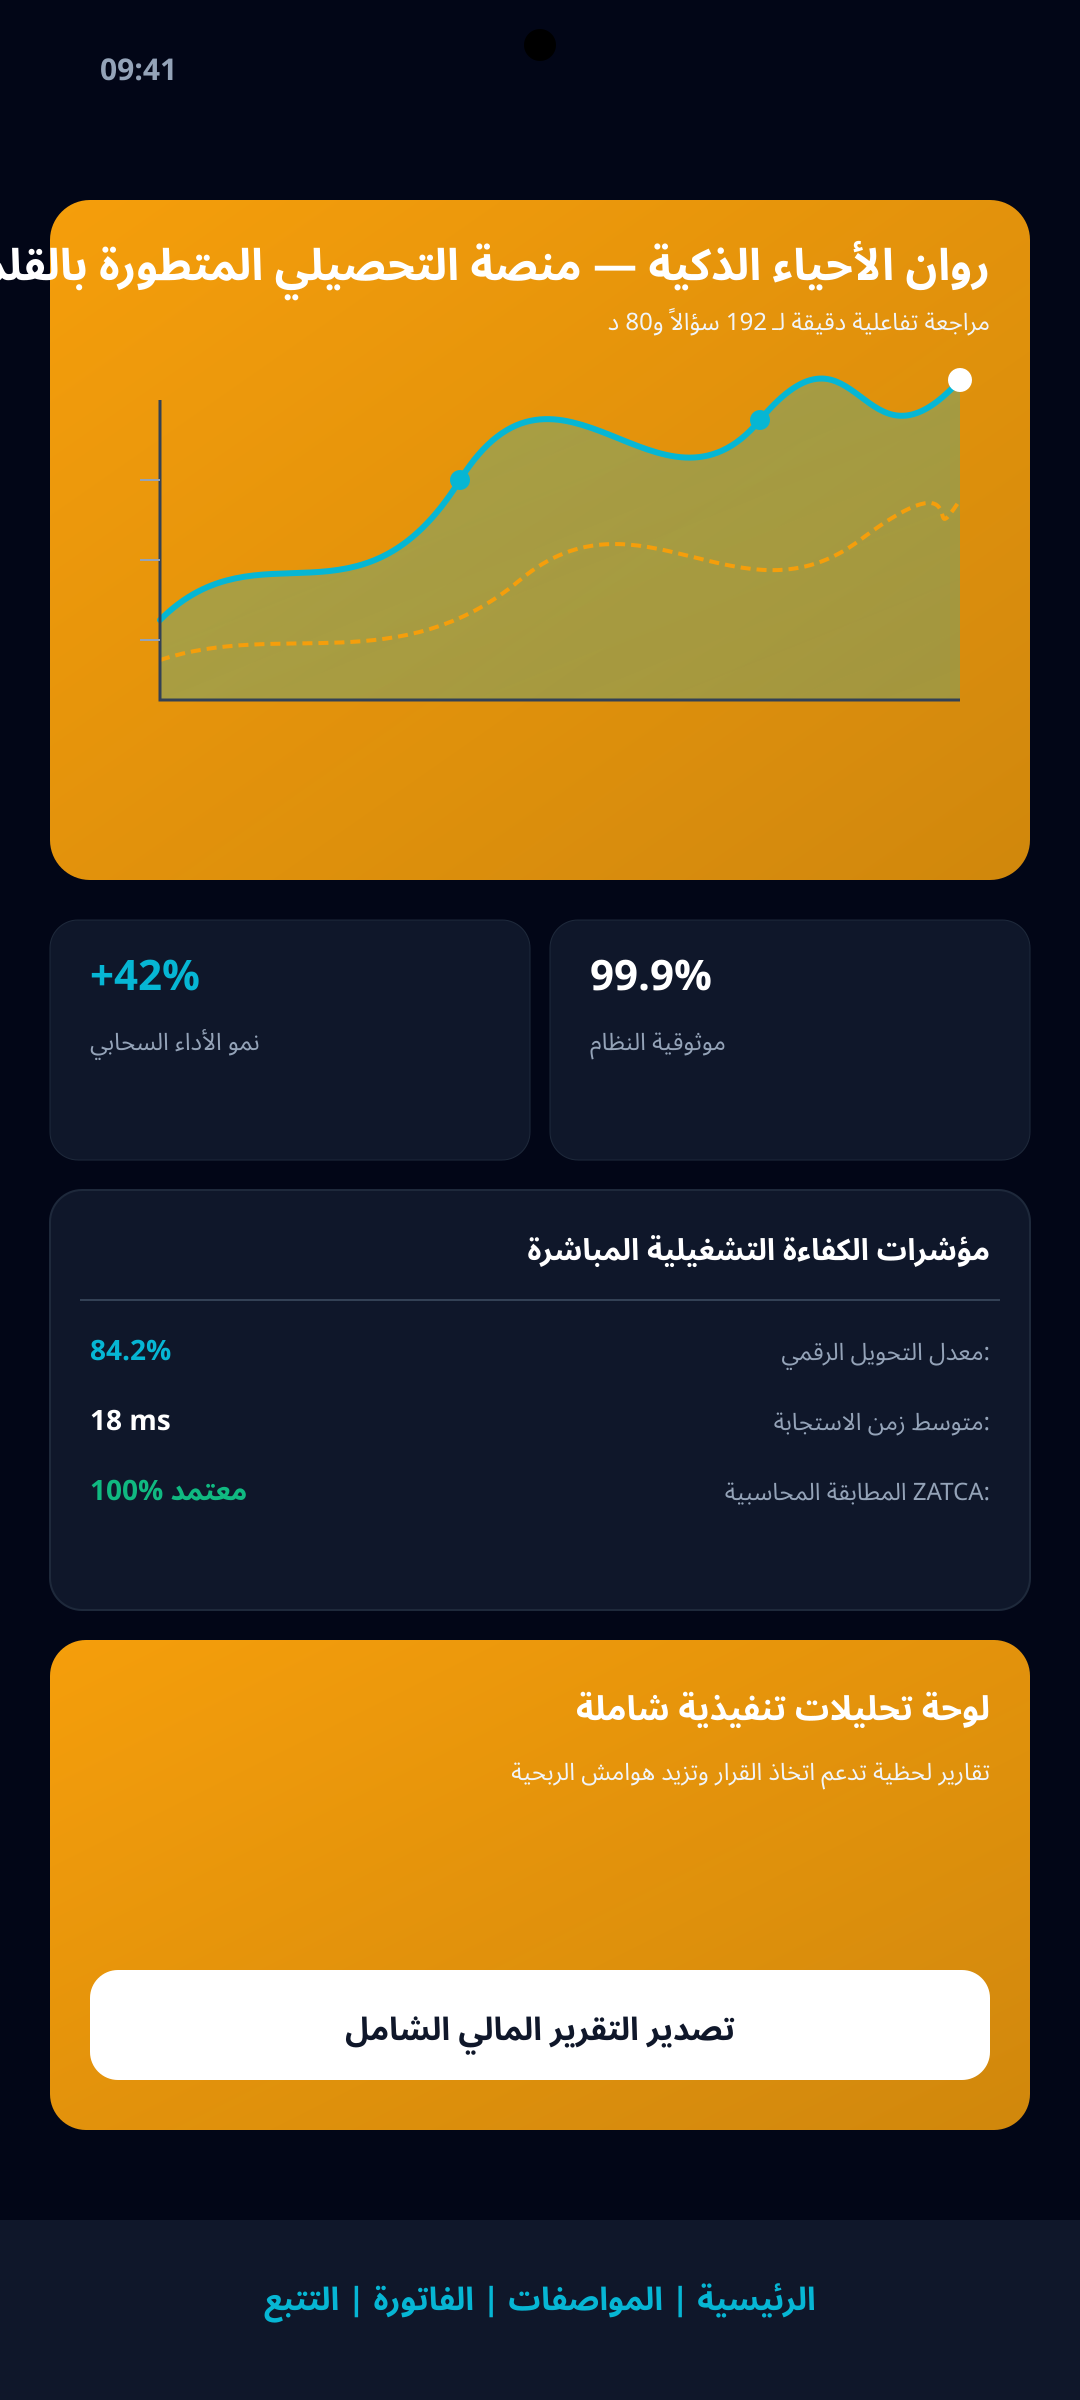 09:41
روان الأحياء الذكية — منصة التحصيلي المتطورة
مراجعة تفاعلية دقيقة لـ 192 سؤالاً و80 د
99.9%
موثوقية النظام
+42%
نمو الأداء السحابي
مؤشرات الكفاءة التشغيلية المباشرة
معدل التحويل الرقمي:
84.2%
متوسط زمن الاستجابة:
18 ms
المطابقة المحاسبية ZATCA:
100% معتمد
لوحة تحليلات تنفيذية شاملة
تقارير لحظية تدعم اتخاذ القرار وتزيد هوامش الربحية
تصدير التقرير المالي الشامل
الرئيسية | المواصفات | الفاتورة | التتبع